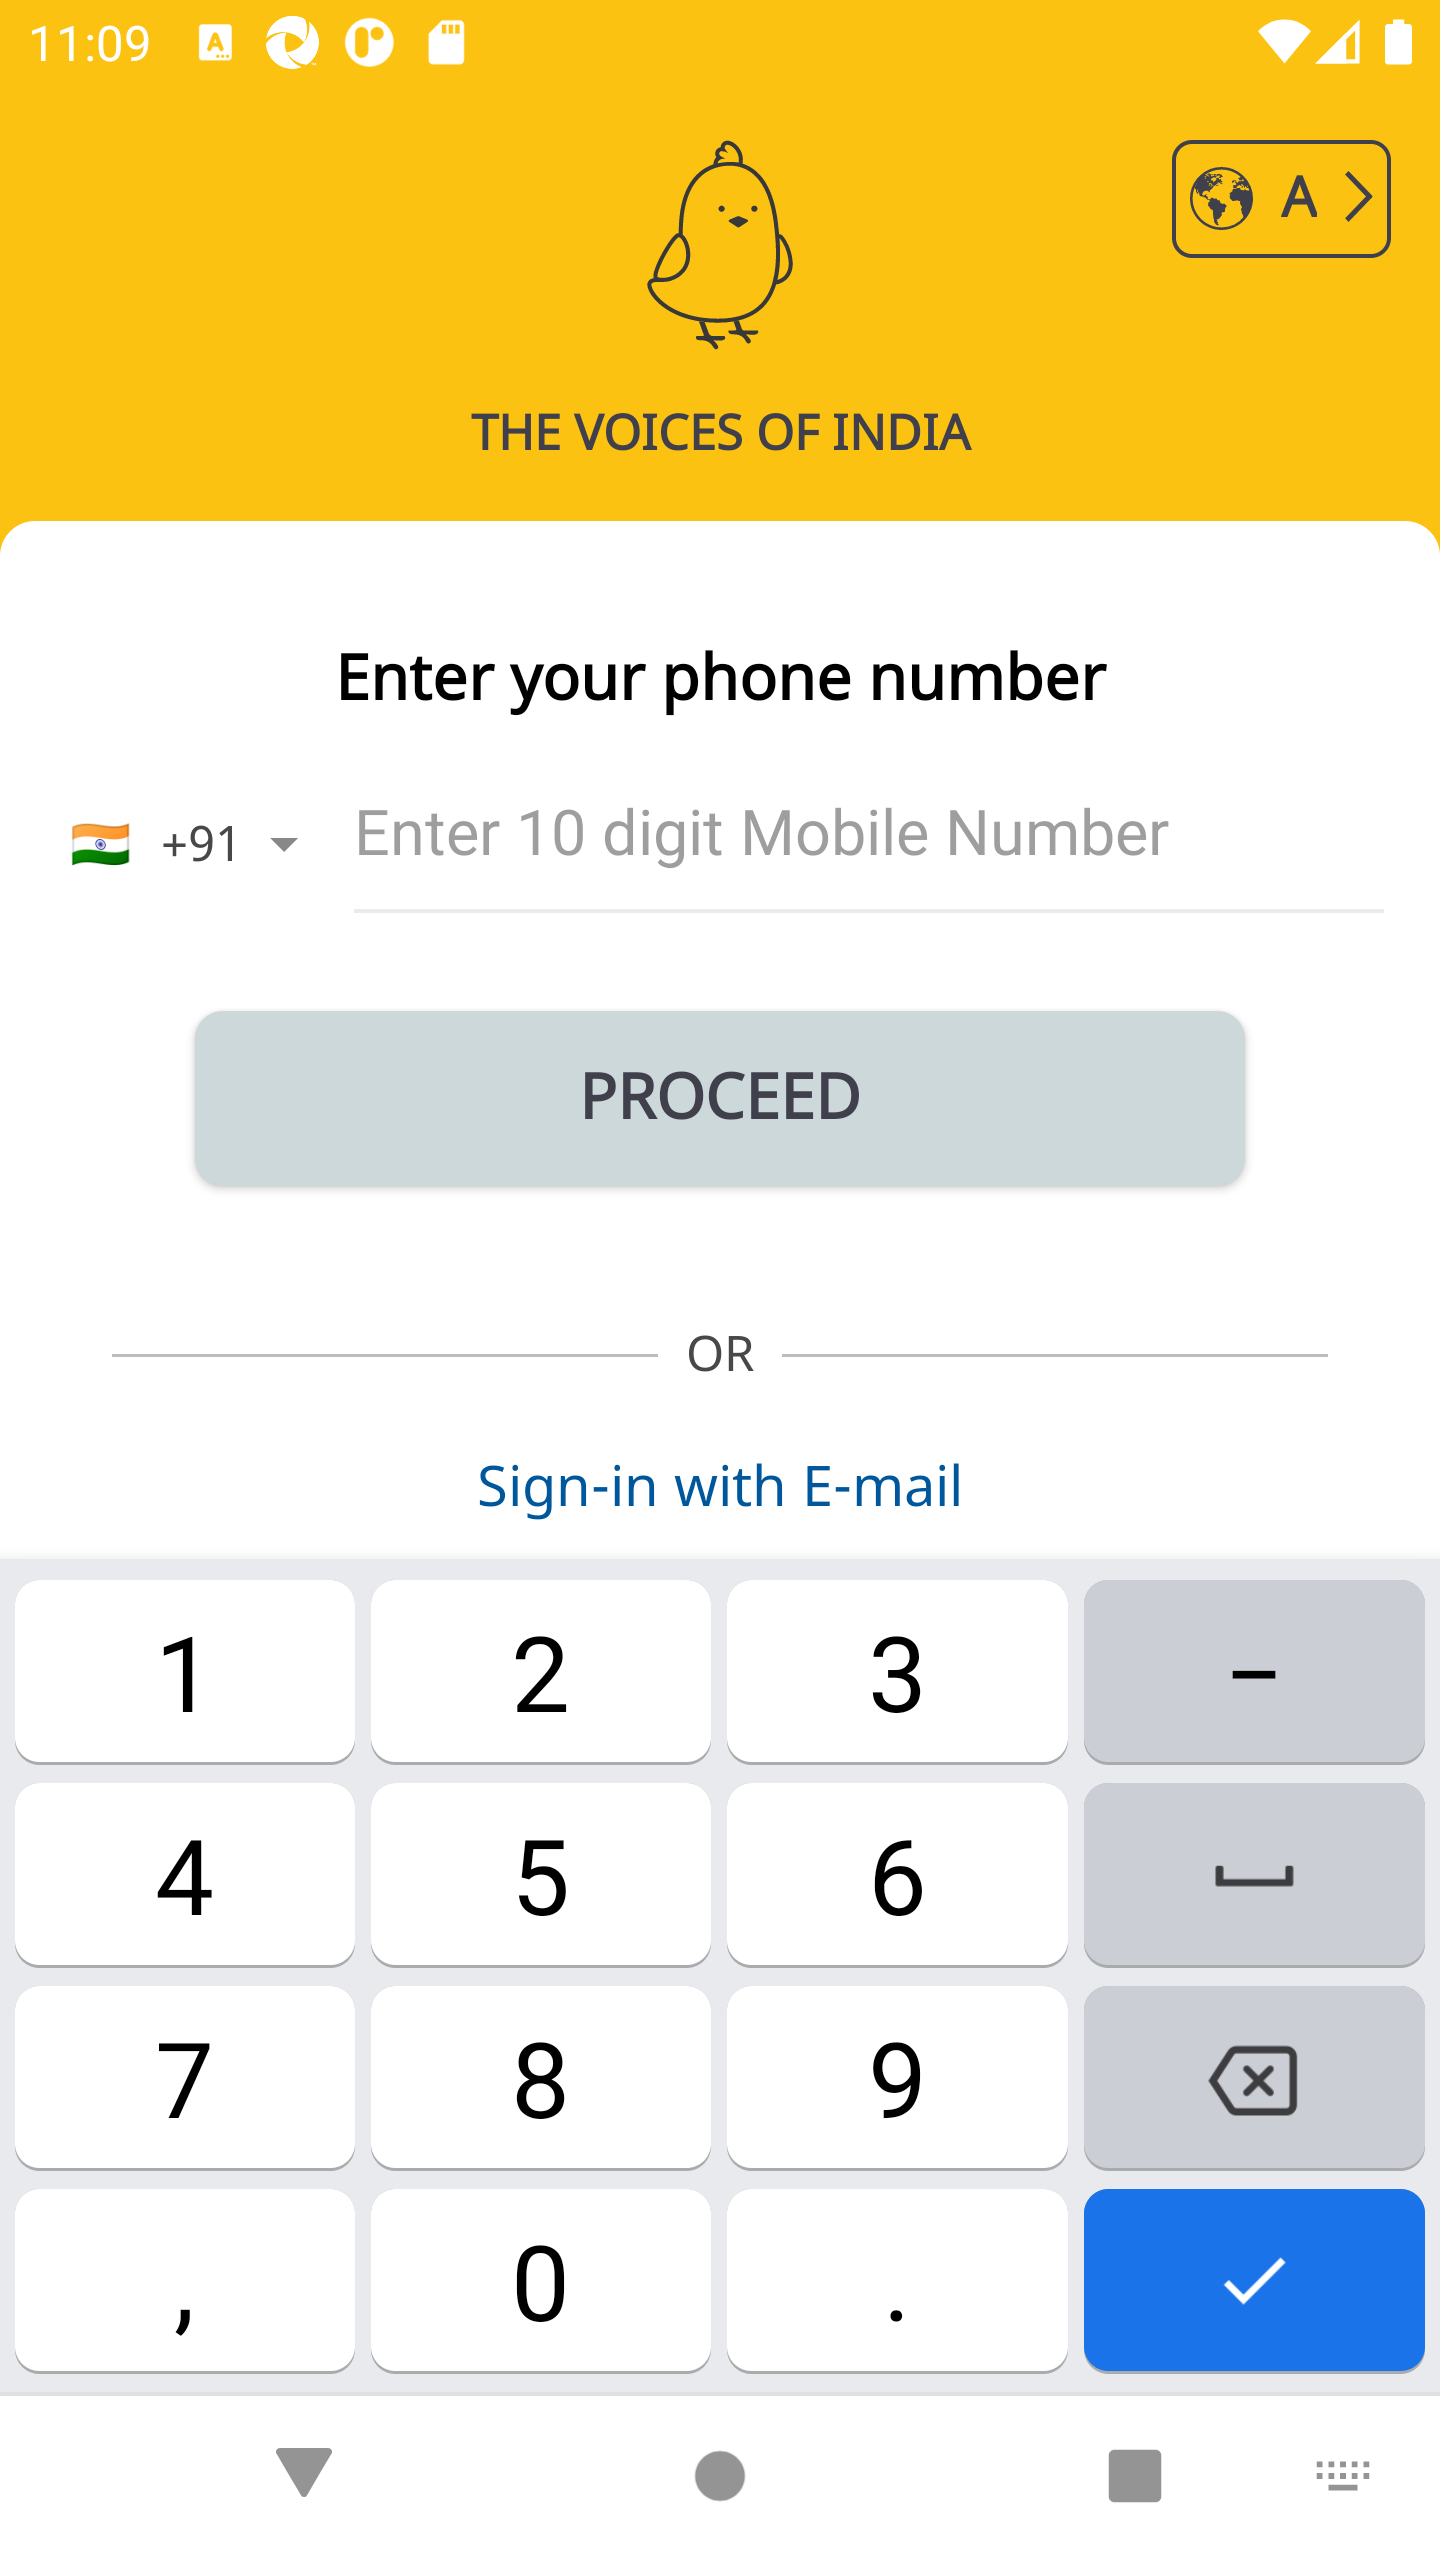 11:09
A
THE VOICES OF INDIA
Enter your phone number
+91 Enter 10 digit Mobile Number
PROCEED
OR
Sign-in with E-mail
1 2 3 –
4 5 6
7 8 9
, 0 .